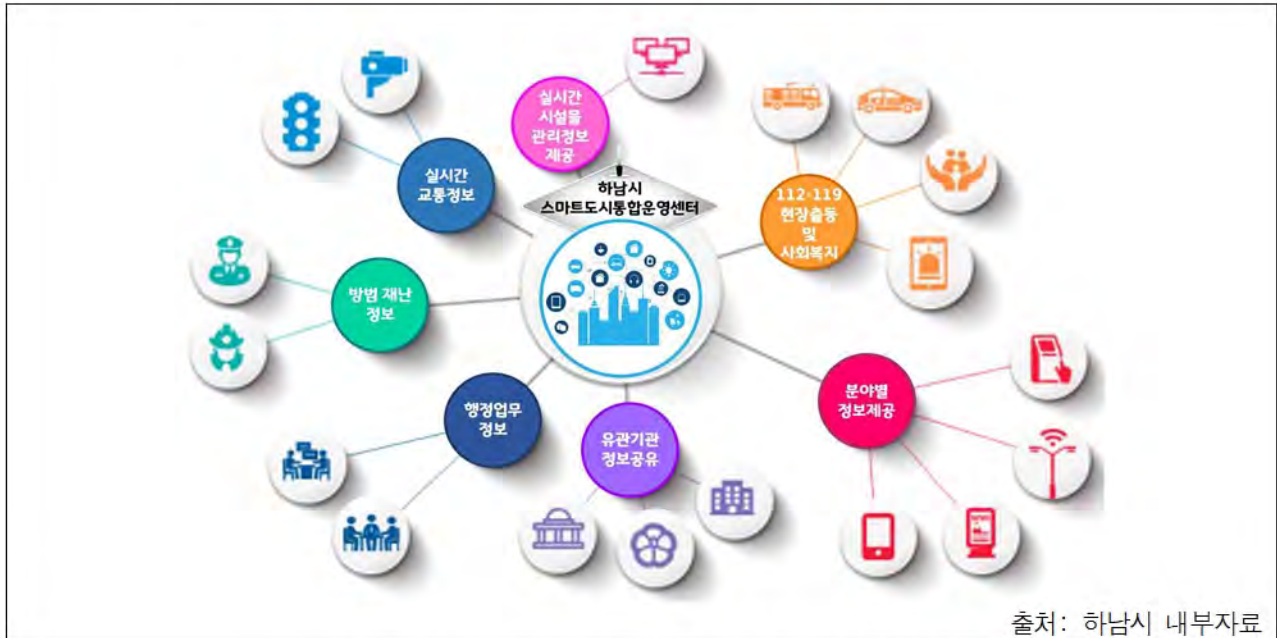 실시간
시설물
관리정보
제공
실시간
교통정보
하남시
스마트도시통합운영센터
112·119
현장출동
및
사회복지
방범 재난
정보
분야별
정보제공
행정업무
정보
유관기관
정보공유
출처: 하남시 내부자료